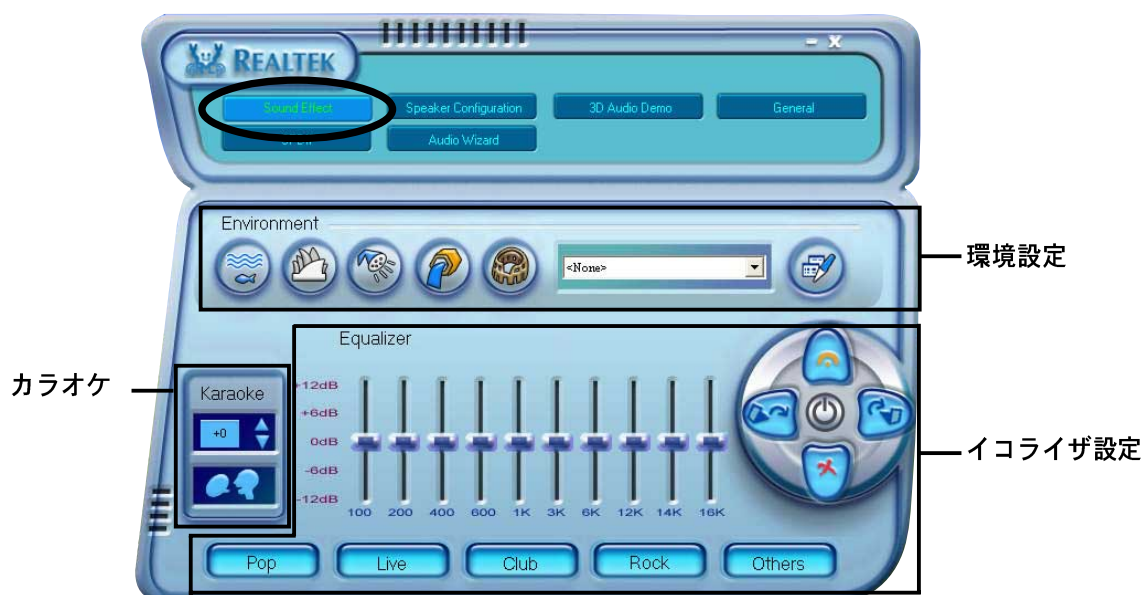 REALTEK
- x
Sound Effect
Speaker Configuration
3D Audio Demo
General
Audio Wizard
Environment
<None>
環境設定
Equalizer
カラオケ
Karaoke
+0
+12dB
+6dB
0dB
-6dB
-12dB
100 200 400 600 1K 3K 6K 12K 14K 16K
イコライザ設定
Pop
Live
Club
Rock
Others